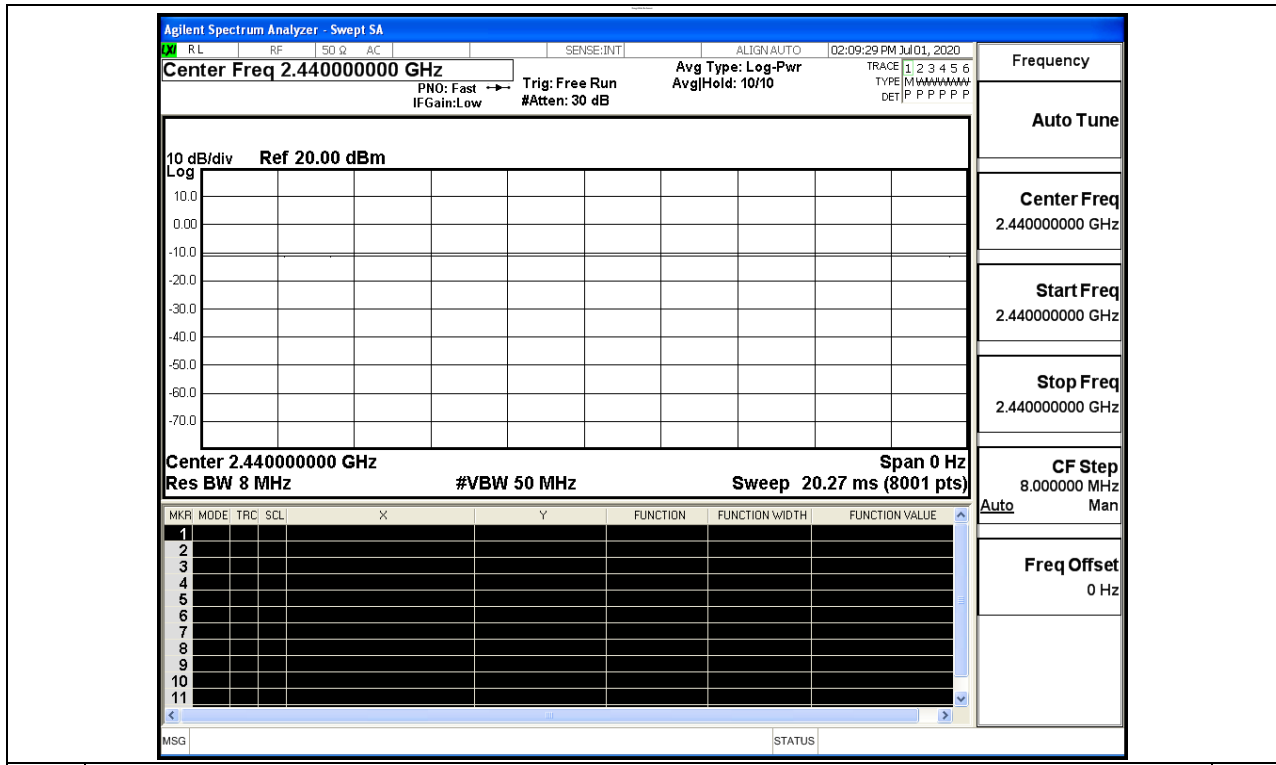 Agilent Spectrum Analyzer - Swept SA
LXI RL RF 50 Ω AC SENSE:INT ALIGN AUTO 02:09:29 PM Jul 01, 2020
Center Freq 2.440000000 GHz
PNO: Fast
IFGain:Low
Trig: Free Run
#Atten: 30 dB
Avg Type: Log-Pwr
Avg|Hold: 10/10
TRACE 1 2 3 4 5 6
TYPE M WWWWW
DET P P P P P P
10 dB/div Ref 20.00 dBm
Log
10.0
0.00
-10.0
-20.0
-30.0
-40.0
-50.0
-60.0
-70.0
Center 2.440000000 GHz Span 0 Hz
Res BW 8 MHz #VBW 50 MHz Sweep 20.27 ms (8001 pts)
MKR MODE TRC SCL X Y FUNCTION FUNCTION WIDTH FUNCTION VALUE
1
2
3
4
5
6
7
8
9
10
11
MSG STATUS
Frequency
Auto Tune
Center Freq
2.440000000 GHz
Start Freq
2.440000000 GHz
Stop Freq
2.440000000 GHz
CF Step
8.000000 MHz
Auto Man
Freq Offset
0 Hz